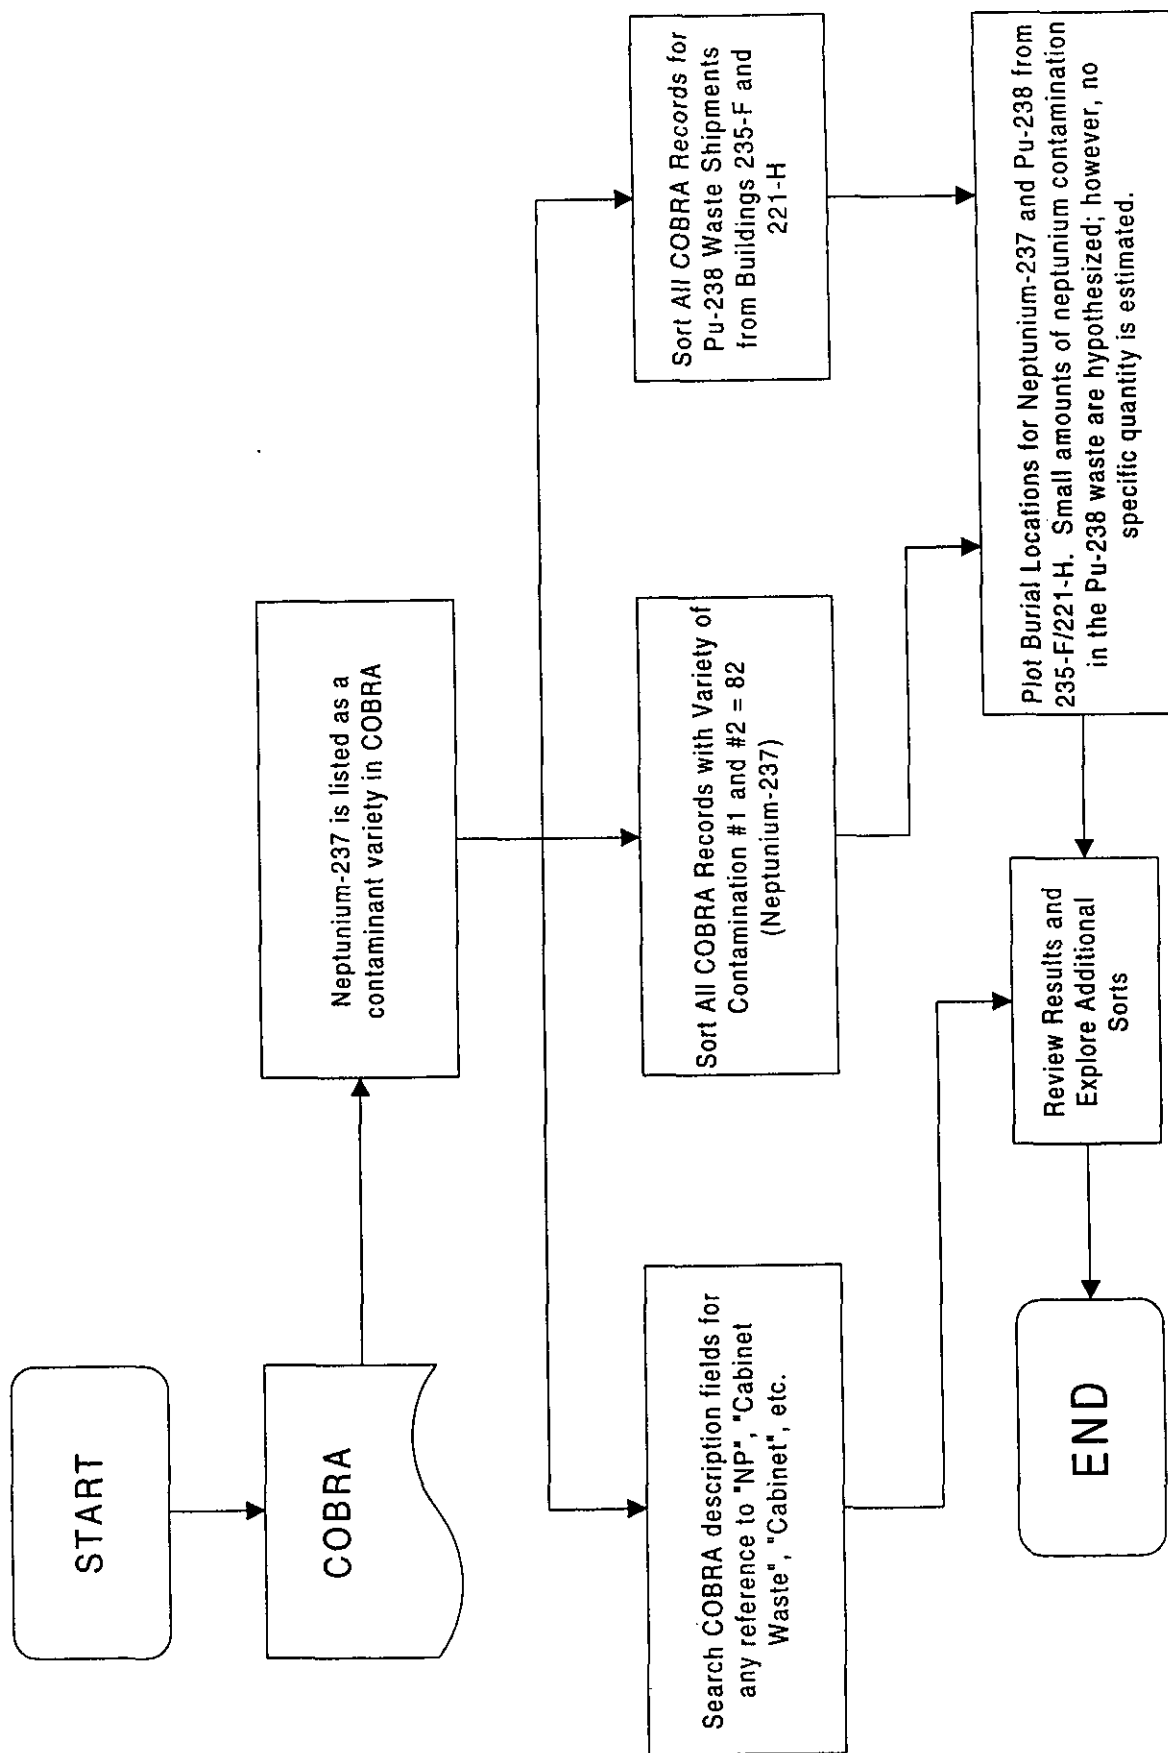 START
COBRA
Neptunium-237 is listed as a
contaminant variety in COBRA
Search COBRA description fields for
any reference to "NP", "Cabinet
Waste", "Cabinet", etc.
Sort All COBRA Records with Variety of
Contamination #1 and #2 = 82
(Neptunium-237)
Sort All COBRA Records for
Pu-238 Waste Shipments
from Buildings 235-F and
221-H
Plot Burial Locations for Neptunium-237 and Pu-238 from
235-F/221-H. Small amounts of neptunium contamination
in the Pu-238 waste are hypothesized; however, no
specific quantity is estimated.
Review Results and
Explore Additional
Sorts
END